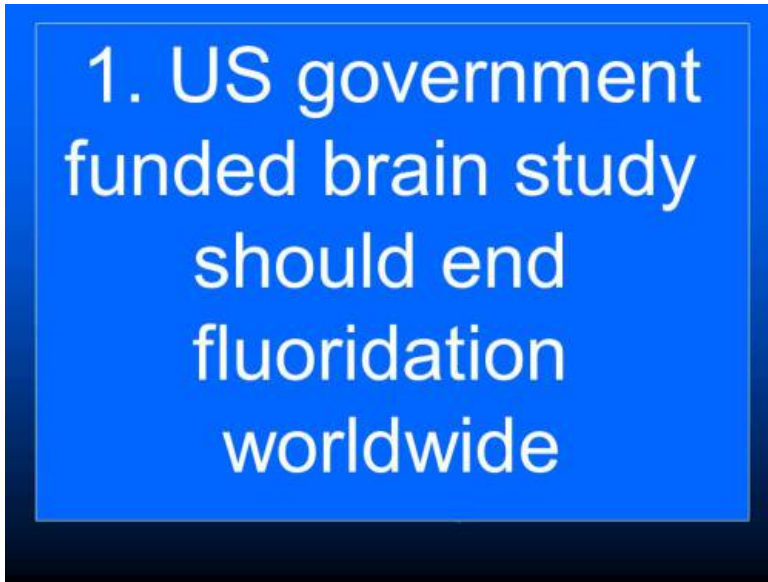 1. US government
funded brain study
should end
fluoridation
worldwide